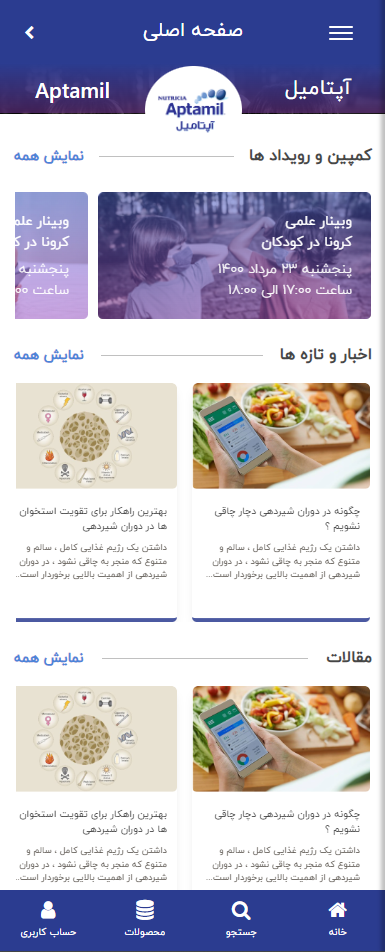 صفحه اصلی
آپتامیل
NUTRICIA
Aptamil
آپتامیل
Aptamil
کمپین و رویداد ها
نمایش همه
وبینار علمی
کرونا در کودکان
پنجشنبه ۲۳ مرداد ۱۴۰۰
ساعت ۱۷:۰۰ الی ۱۸:۰۰
وبینار علمی
کرونا در ک
پنجشنبه
ساعت ۰۰
اخبار و تازه ها
نمایش همه
چگونه در دوران شیردهی دچار چاقی
نشویم ؟
داشتن یک رژیم غذایی کامل ، سالم و
متنوع که منجر به چاقی نشود ، در دوران
شیردهی از اهمیت بالایی برخوردار است...
بهترین راهکار برای تقویت استخوان
ها در دوران شیردهی
داشتن یک رژیم غذایی کامل ، سالم و
متنوع که منجر به چاقی نشود ، در دوران
شیردهی از اهمیت بالایی برخوردار است..
مقالات
نمایش همه
چگونه در دوران شیردهی دچار چاقی
نشویم ؟
داشتن یک رژیم غذایی کامل ، سالم و
متنوع که منجر به چاقی نشود ، در دوران
شیردهی از اهمیت بالایی برخوردار است...
بهترین راهکار برای تقویت استخوان
ها در دوران شیردهی
داشتن یک رژیم غذایی کامل ، سالم و
متنوع که منجر به چاقی نشود ، در دوران
شیردهی از اهمیت بالایی برخوردار است..
خانه
جستجو
محصولات
حساب کاربری